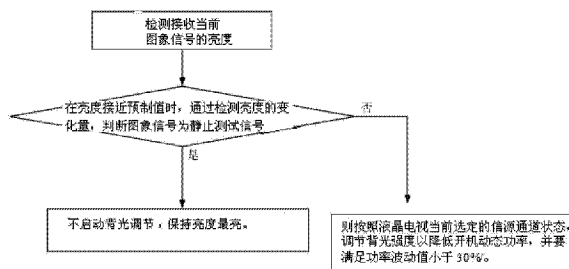 检测接收当前
图象信号的亮度
在亮度接近预制值时，通过检测亮度的变
化量，判断图象信号为静止测试信号
否
是
不启动背光调节，保持亮度最亮。
则按照液晶电视当前选定的信源通道状态，
调节背光强度以降低开机动态功率，并要
满足功率波动值小于30%。